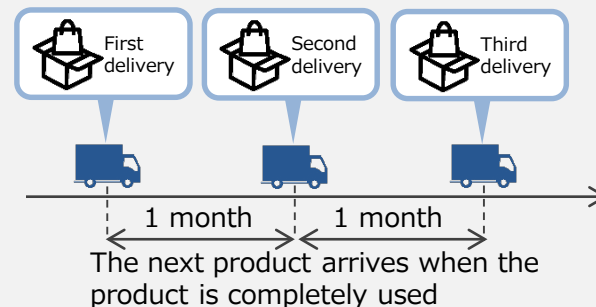 First
delivery
Second
delivery
Third
delivery
1 month
1 month
The next product arrives when the
product is completely used